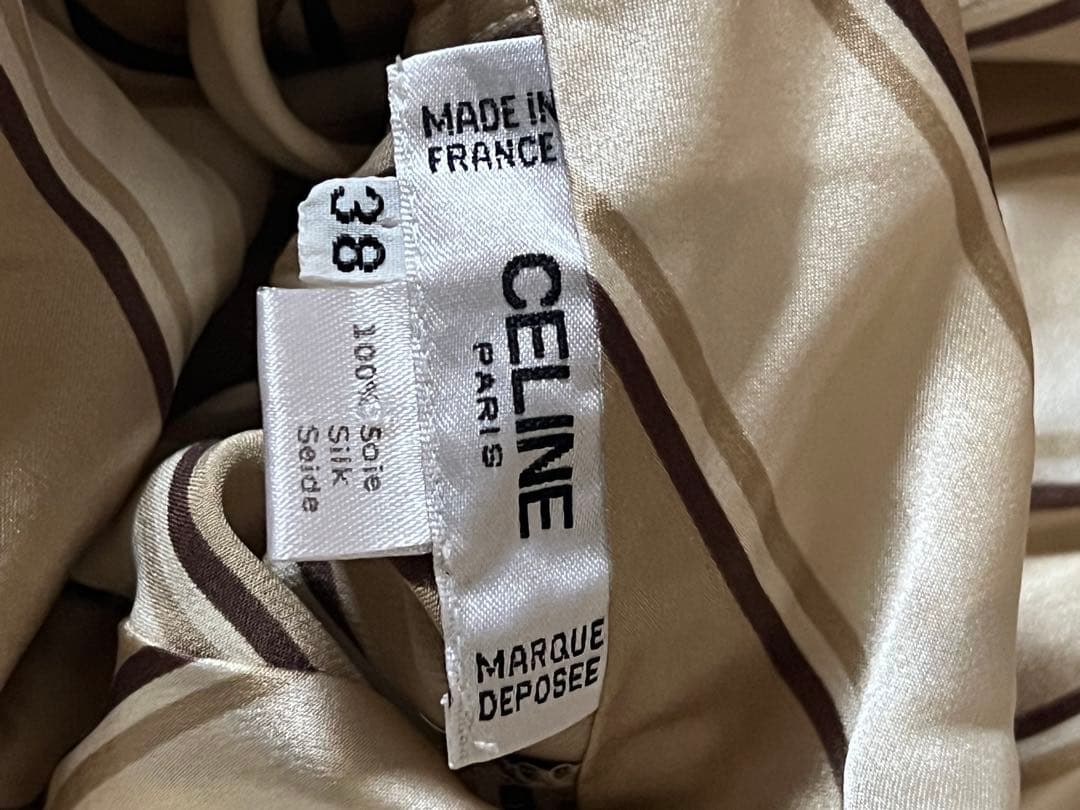 MADE IN
FRANCE
38
CELINE
PARIS
100% Soie
Silk
Seide
MARQUE
DEPOSEE